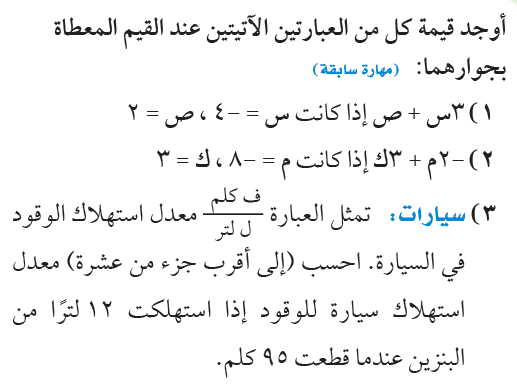 أوجد قيمة كل من العبارتين الآتيتين عند القيم المعطاة
بجوارهما: (مهارة سابقة)
١) ٣س + ص إذا كانت س = -٤ ، ص = ٢
٢) -٢م + ٣ك إذا كانت م = -٨ ، ك = ٣
٣) سيارات: تمثل العبارة ف كلم / ل لتر معدل استهلاك الوقود
في السيارة. احسب (إلى أقرب جزء من عشرة) معدل
استهلاك سيارة للوقود إذا استهلكت ١٢ لترًا من
البنزين عندما قطعت ٩٥ كلم.